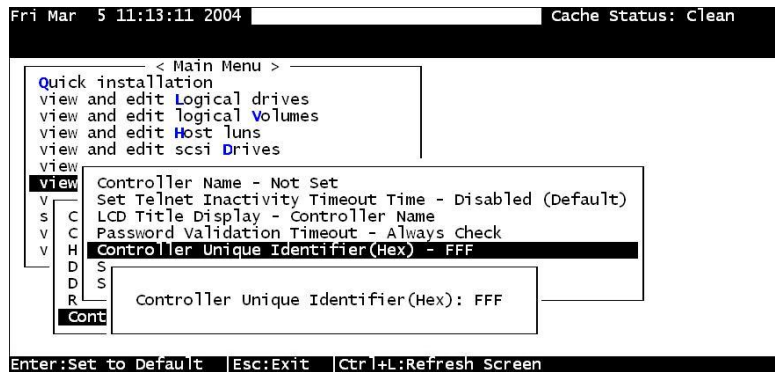 Fri Mar 5 11:13:11 2004 Cache Status: Clean
< Main Menu >
Quick installation
view and edit Logical drives
view and edit logical Volumes
view and edit Host luns
view and edit scsi Drives
view
view Controller Name - Not Set
v Set Telnet Inactivity Timeout Time - Disabled (Default)
s C LCD Title Display - Controller Name
v C Password Validation Timeout - Always Check
v H Controller Unique Identifier(Hex) - FFF
D S
D S
R Controller Unique Identifier(Hex): FFF
Cont
Enter:Set to Default |Esc:Exit |Ctrl+L:Refresh Screen